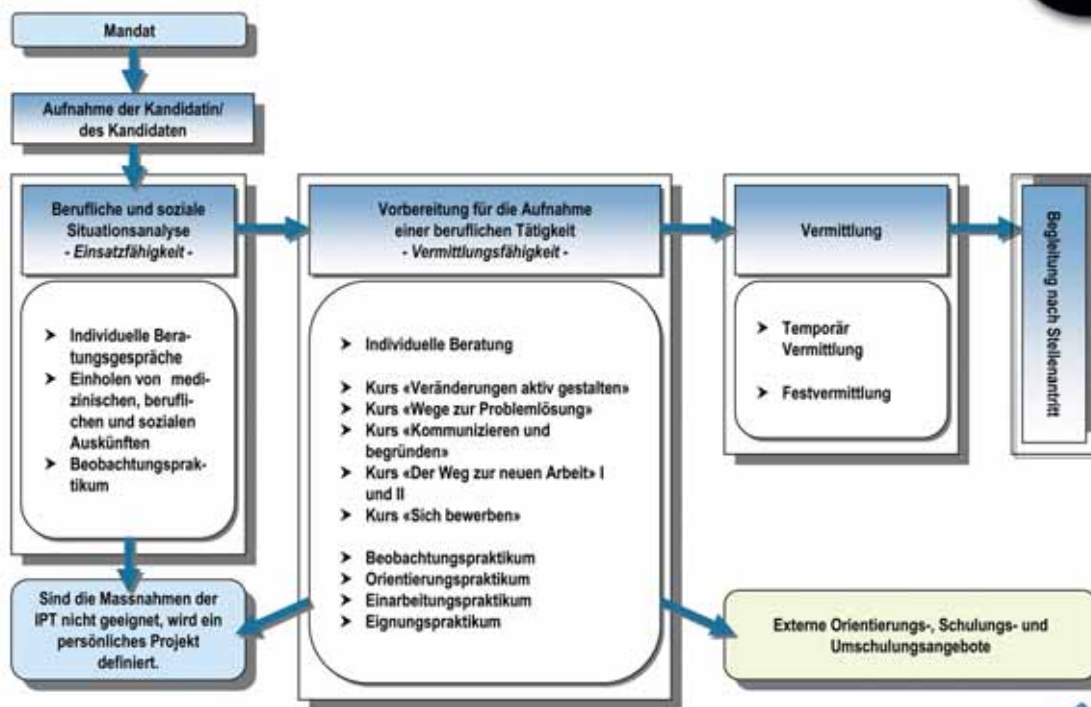 Mandat
Aufnahme der Kandidatin/
des Kandidaten
Berufliche und soziale
Situationsanalyse
- Einsatzfähigkeit -
➤ Individuelle Bera-
tungsgespräche
➤ Einholen von medi-
zinischen, berufli-
chen und sozialen
Auskünften
➤ Beobachtungsprak-
tikum
Vorbereitung für die Aufnahme
einer beruflichen Tätigkeit
- Vermittlungsfähigkeit -
➤ Individuelle Beratung
➤ Kurs «Veränderungen aktiv gestalten»
➤ Kurs «Wege zur Problemlösung»
➤ Kurs «Kommunizieren und
begründen»
➤ Kurs «Der Weg zur neuen Arbeit» I
und II
➤ Kurs «Sich bewerben»
➤ Beobachtungspraktikum
➤ Orientierungspraktikum
➤ Einarbeitungspraktikum
➤ Eignungspraktikum
Vermittlung
➤ Temporär
Vermittlung
➤ Festvermittlung
Begleitung nach Stellenantritt
Sind die Massnahmen der
IPT nicht geeignet, wird ein
persönliches Projekt
definiert.
Externe Orientierungs-, Schulungs- und
Umschulungsangebote